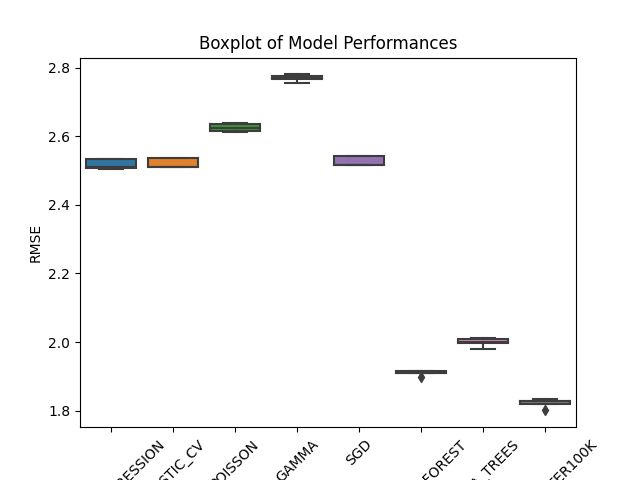 Boxplot of Model Performances
2.8
2.6
2.4
2.2
2.0
1.8
RMSE
RESSION
STIC_CV
OISSON
GAMMA
SGD
FOREST
_TREES
ER100K